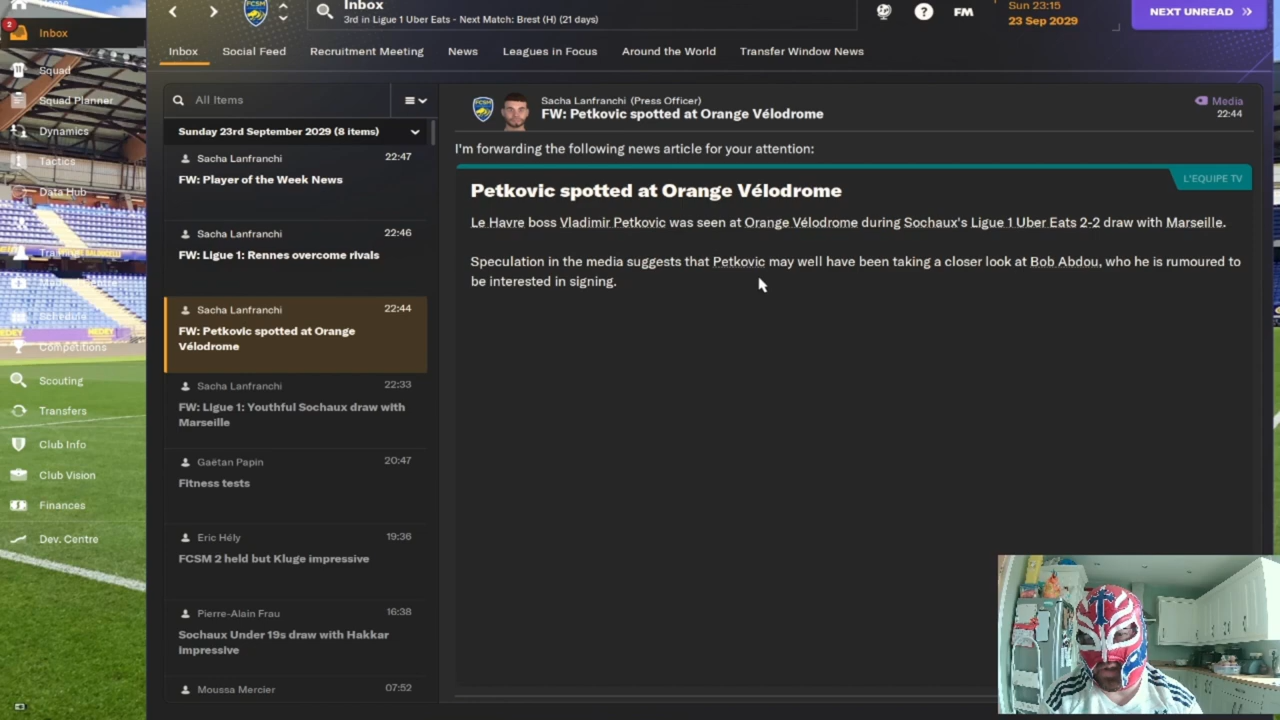 Home
2
Inbox
Squad
Squad Planner
Dynamics
Tactics
Data Hub
Schedule
Competitions
Scouting
Transfers
Club Info
Club Vision
Finances
Dev. Centre
Inbox
3rd in Ligue 1 Uber Eats - Next Match: Brest (H) (21 days)
FM
Sun 23:15
23 Sep 2029
NEXT UNREAD
Inbox Social Feed Recruitment Meeting News Leagues in Focus Around the World Transfer Window News
All Items
Sunday 23rd September 2029 (8 items)
Sacha Lanfranchi 22:47
FW: Player of the Week News
Sacha Lanfranchi 22:46
FW: Ligue 1: Rennes overcome rivals
Sacha Lanfranchi 22:44
FW: Petkovic spotted at Orange
Vélodrome
Sacha Lanfranchi 22:33
FW: Ligue 1: Youthful Sochaux draw with
Marseille
Gaëtan Papin 20:47
Fitness tests
Eric Hély 19:36
FCSM 2 held but Kluge impressive
Pierre-Alain Frau 16:38
Sochaux Under 19s draw with Hakkar
impressive
Moussa Mercier 07:52
Sacha Lanfranchi (Press Officer)
FW: Petkovic spotted at Orange Vélodrome
Media
22:44
I'm forwarding the following news article for your attention:
L'EQUIPE TV
Petkovic spotted at Orange Vélodrome
Le Havre boss Vladimir Petkovic was seen at Orange Vélodrome during Sochaux's Ligue 1 Uber Eats 2-2 draw with Marseille.
Speculation in the media suggests that Petkovic may well have been taking a closer look at Bob Abdou, who he is rumoured to
be interested in signing.